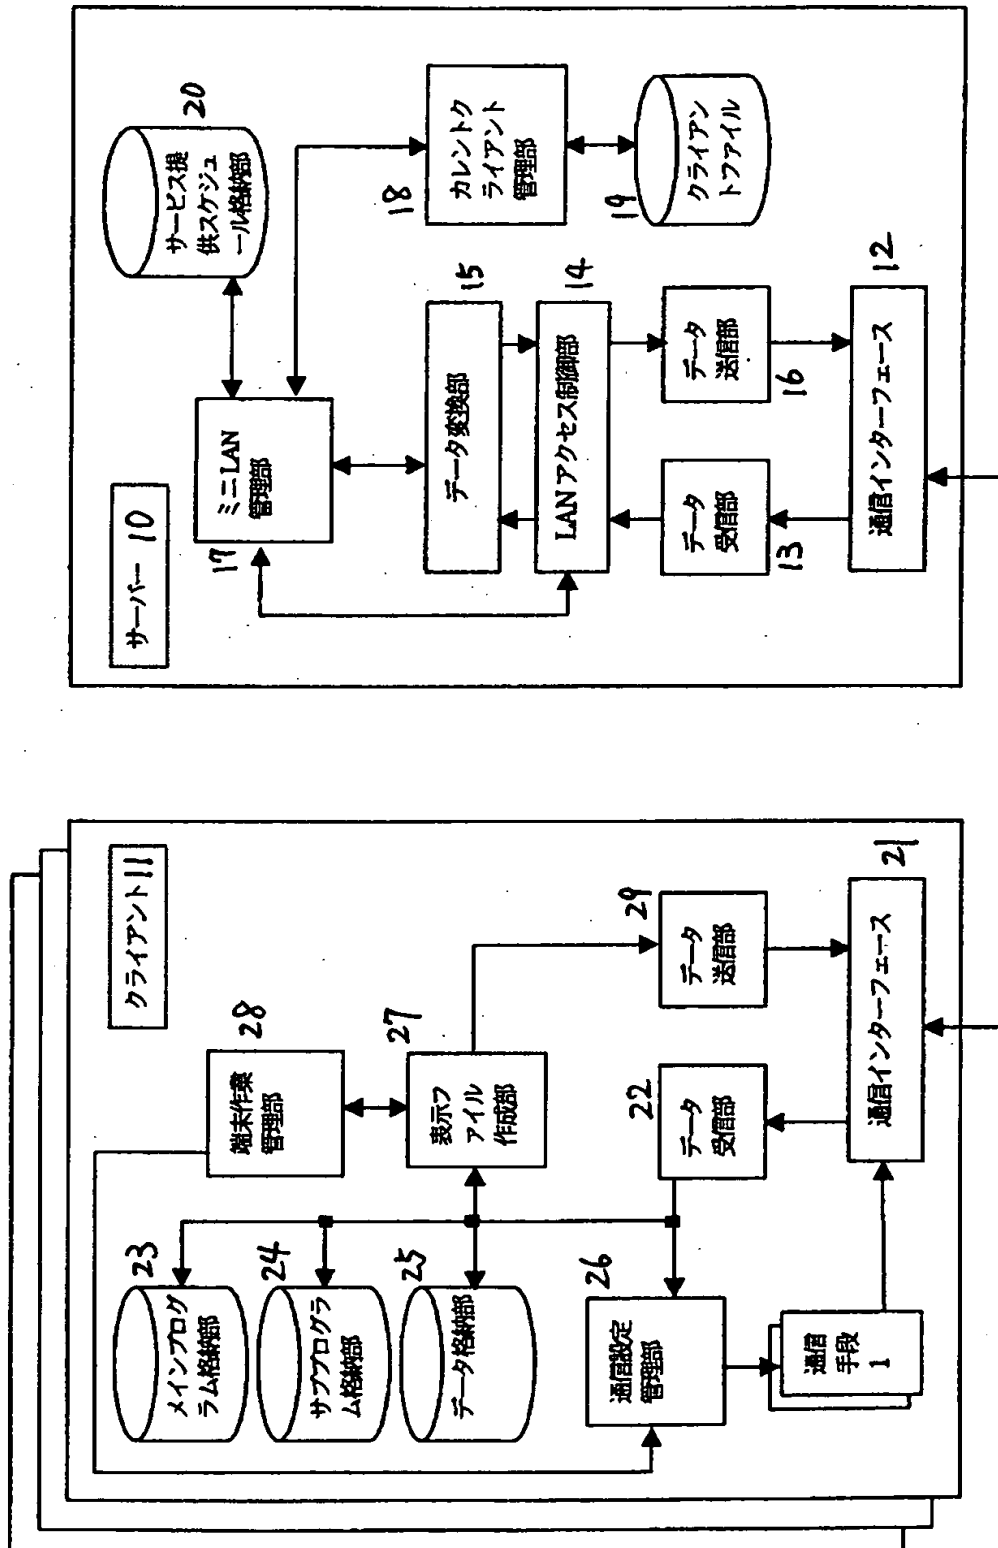 クライアント11
端末作業
管理部
28
メインプログ
ラム格納部
23
サブプログラ
ム格納部
24
データ格納部
25
表示フ
ァイル
作成部
27
通信設定
管理部
26
データ
受信部
22
データ
送信部
29
通信
手段
1
通信インターフェース
21
サーバー 10
サービス提
供スケジュ
ール格納部
20
ミニLAN
管理部
17
データ変換部
15
カレントク
ライアント
管理部
18
LANアクセス制御部
14
クライアン
トファイル
19
データ
受信部
13
データ
送信部
16
通信インターフェース
12